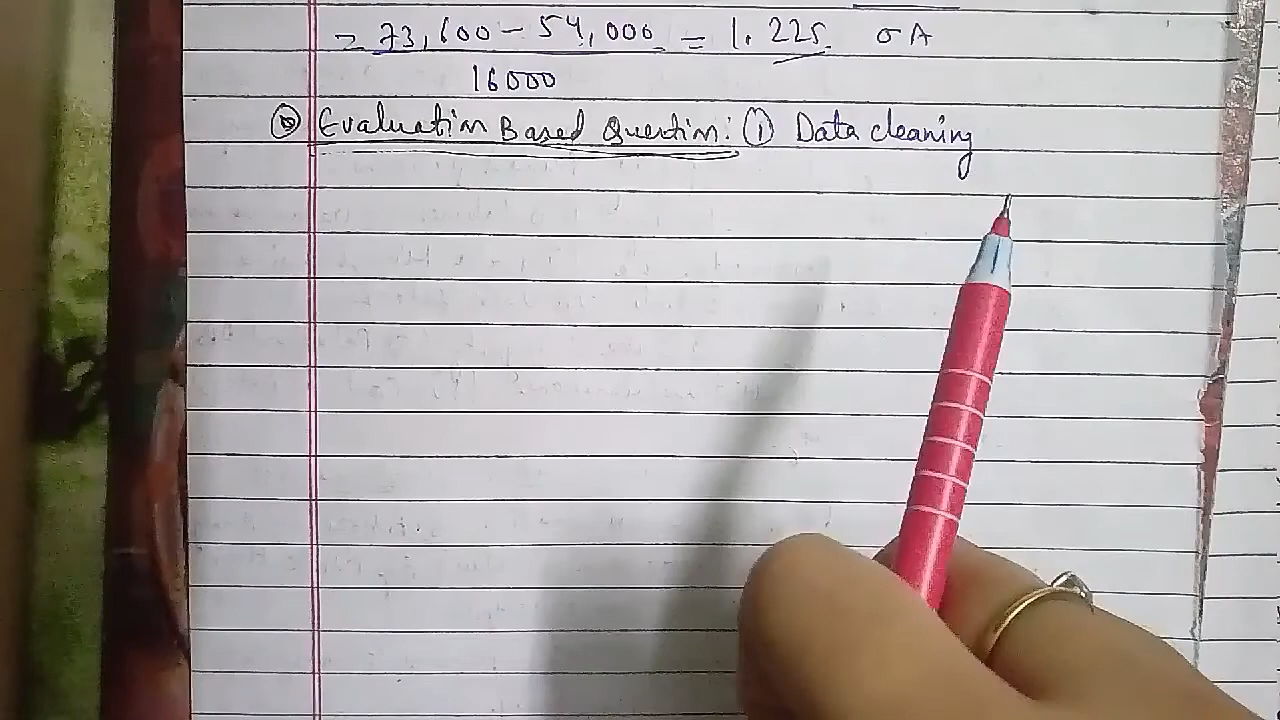 = 73,600 - 54,000 = 1.225 σA
16000
Evaluation Based Question: ① Data cleaning